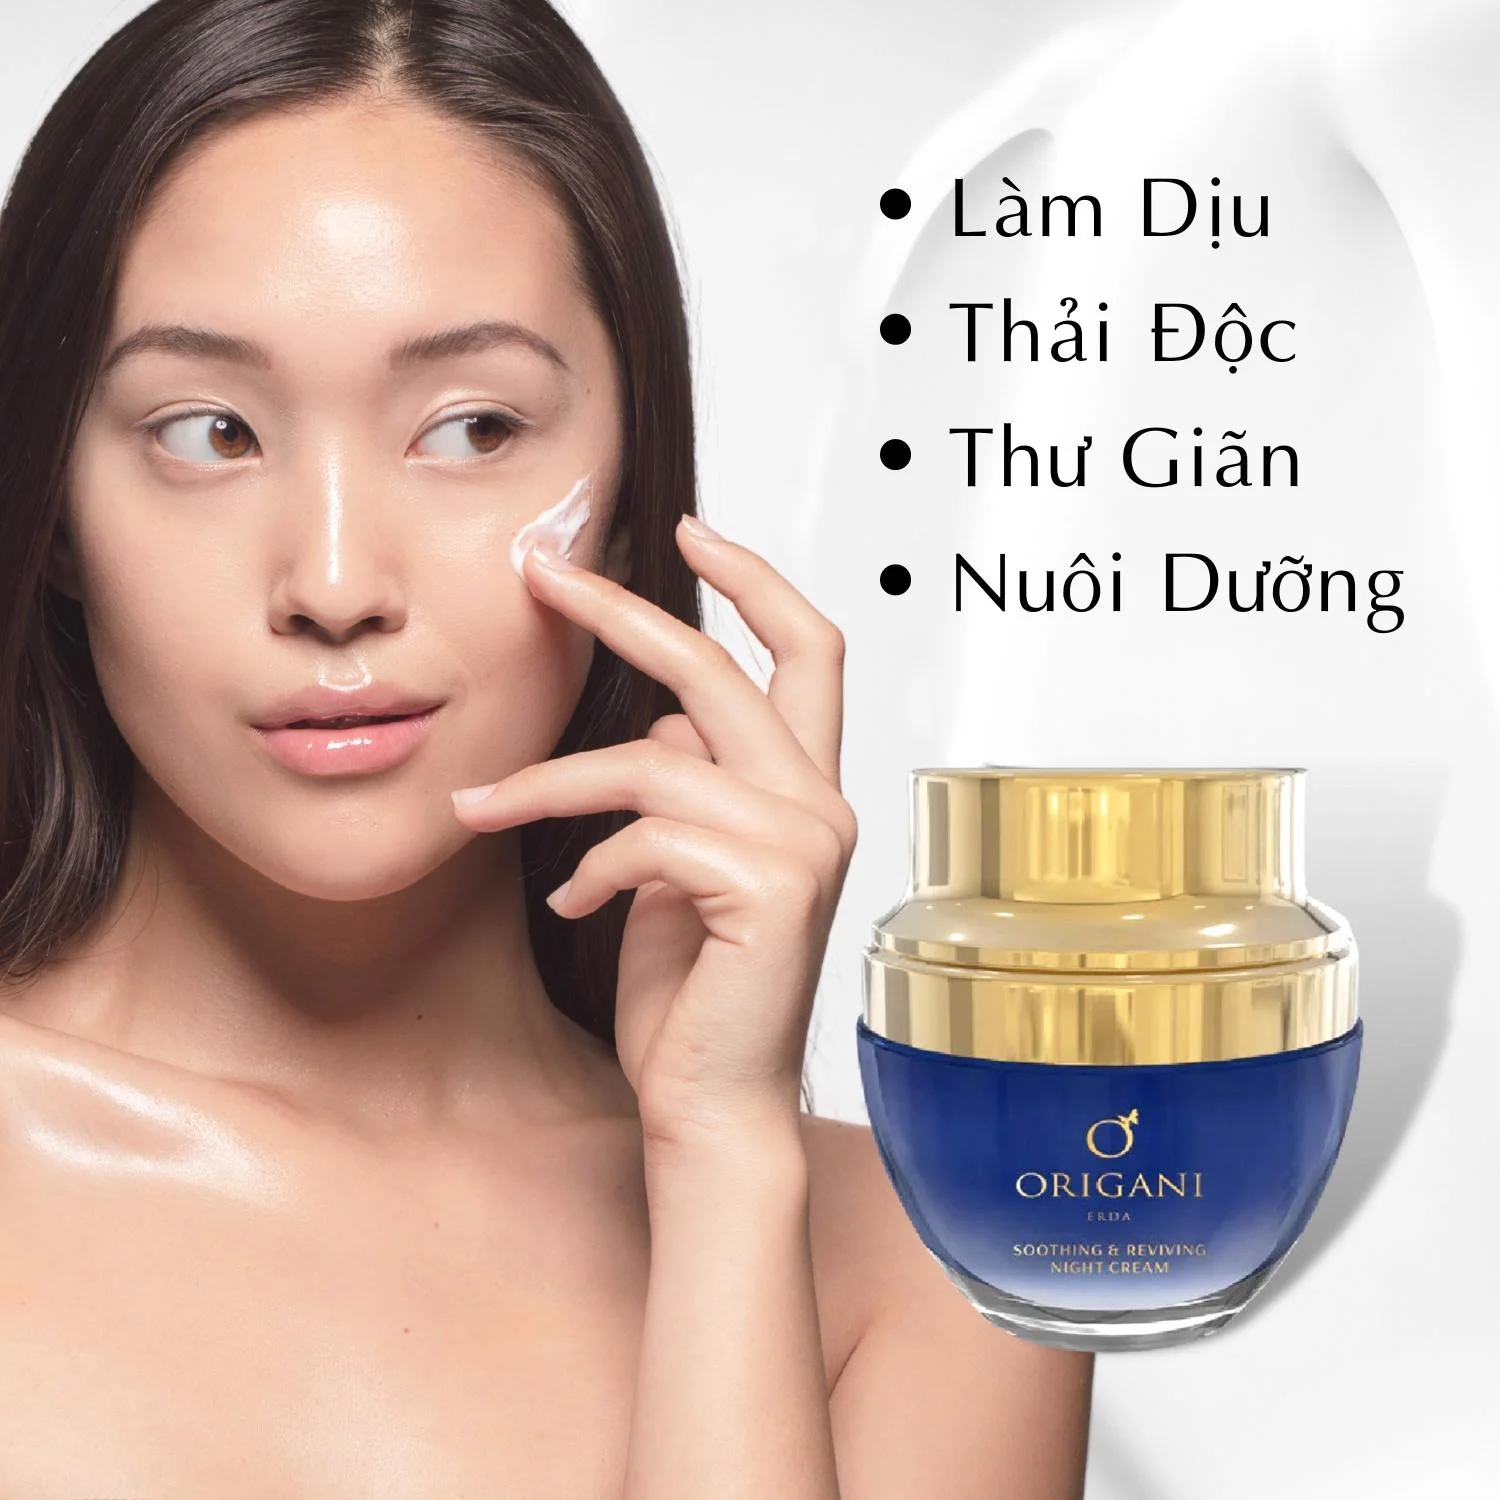 Làm Dịu
Thải Độc
Thư Giãn
Nuôi Dưỡng
ORIGANI
ERDA
SOOTHING & REVIVING
NIGHT CREAM